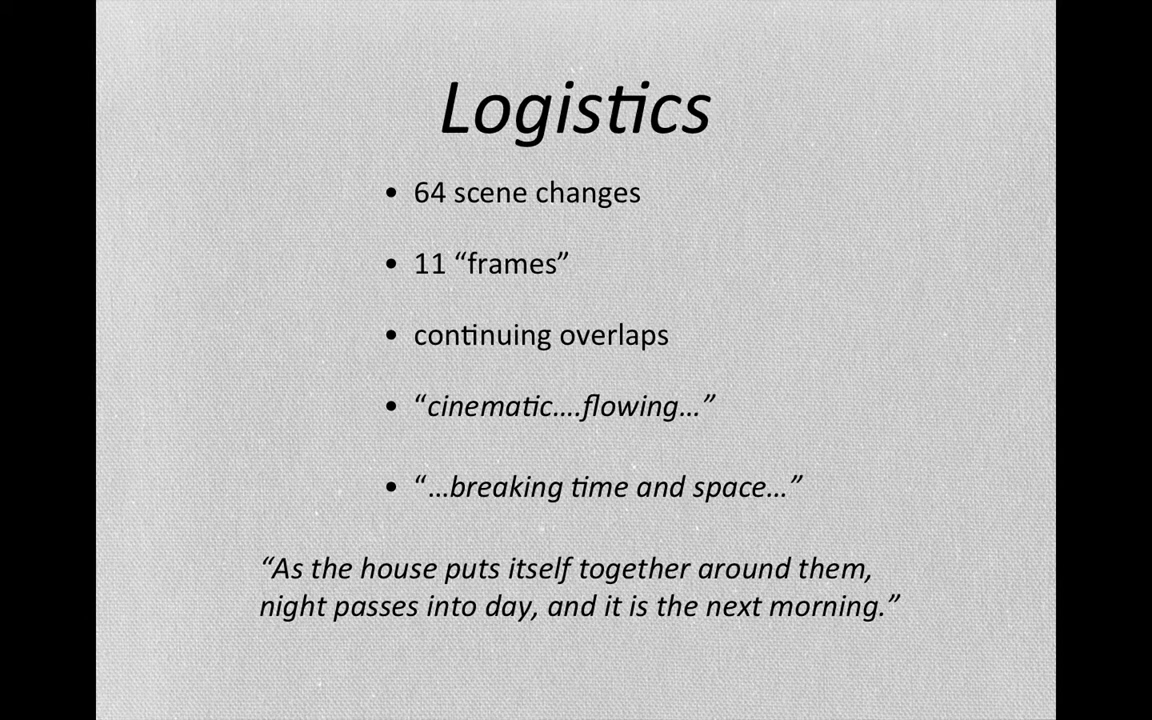 Logistics
• 64 scene changes
• 11 “frames”
• continuing overlaps
• “cinematic....flowing...”
• “...breaking time and space...”
“As the house puts itself together around them,
night passes into day, and it is the next morning.”